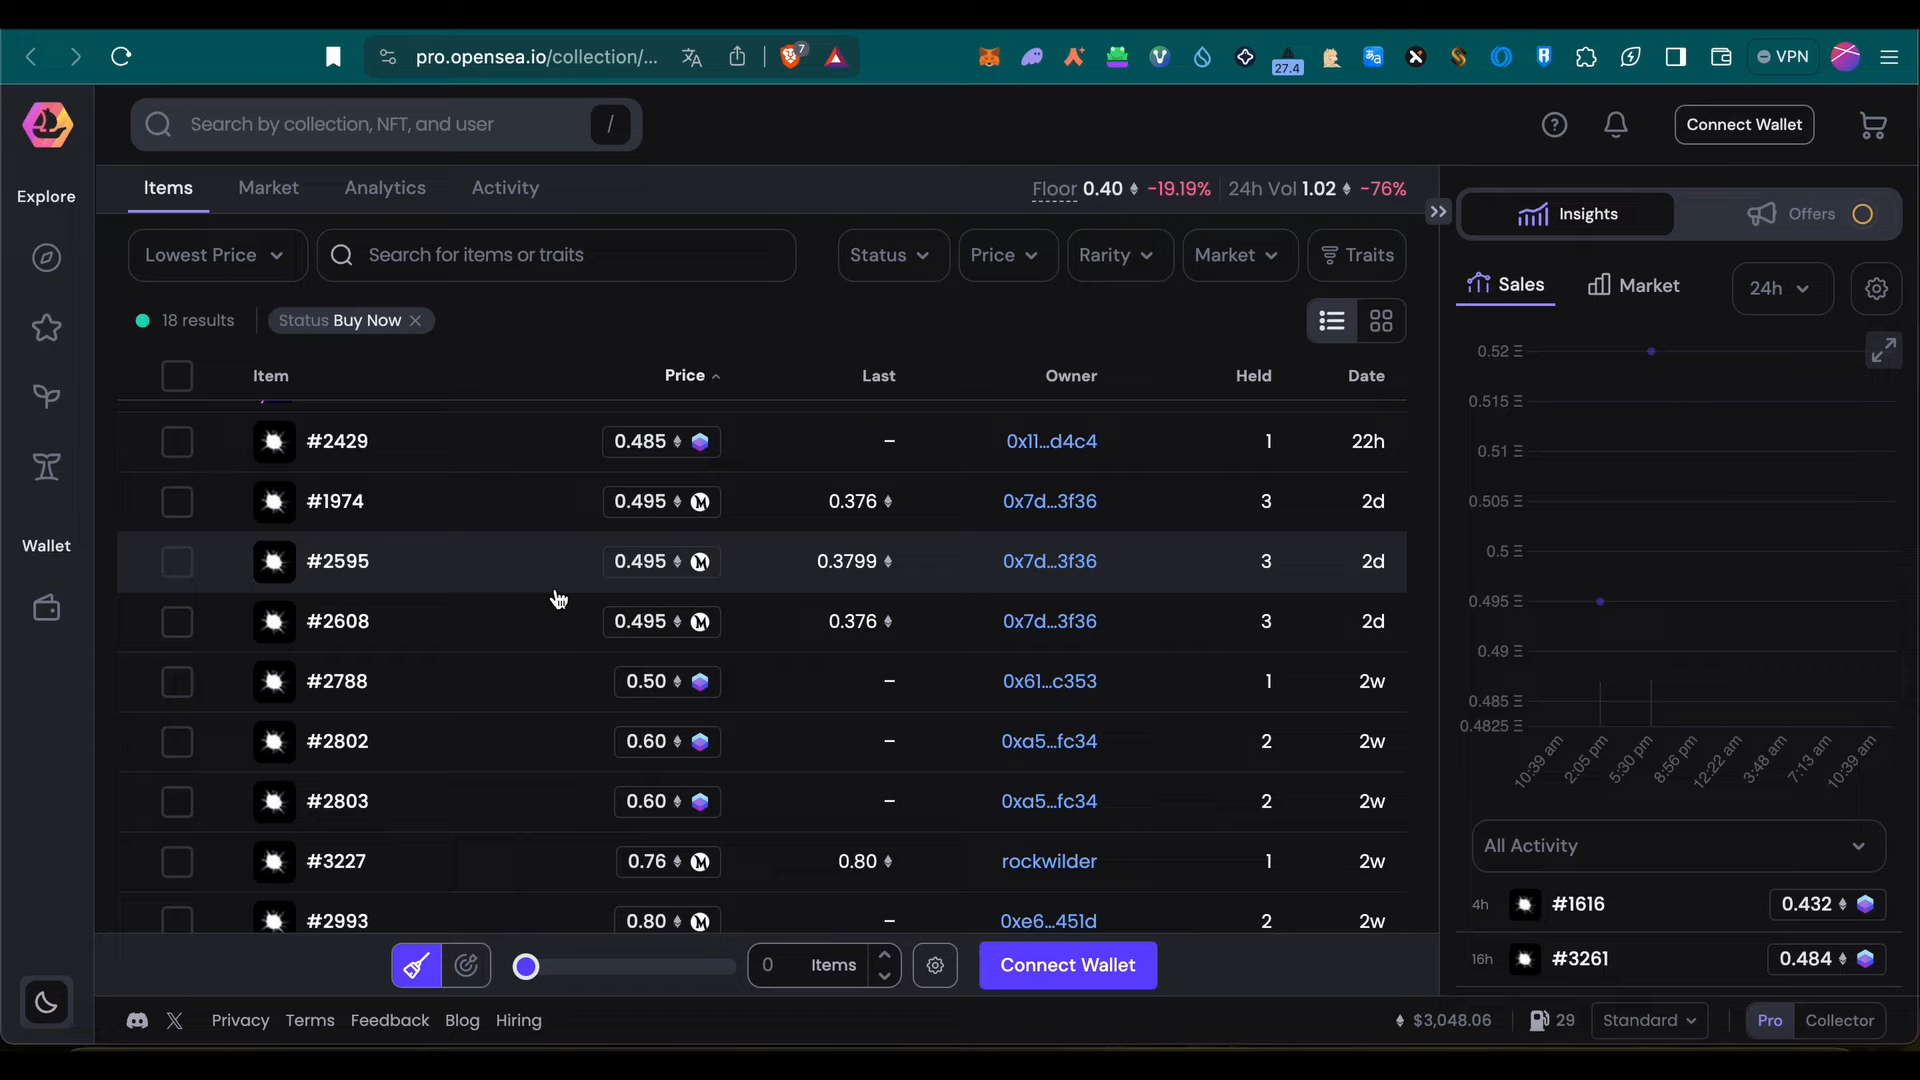 7
pro.opensea.io/collection/...
27.4
VPN
Search by collection, NFT, and user
/
Connect Wallet
Explore
Wallet
Items Market Analytics Activity
Floor 0.40 -19.19% 24h Vol 1.02 -76%
Lowest Price
Search for items or traits
Status
Price
Rarity
Market
Traits
18 results
Status Buy Now
Item Price Last Owner Held Date
#2429 0.485 – 0x11...d4c4 1 22h
#1974 0.495 0.376 0x7d...3f36 3 2d
#2595 0.495 0.3799 0x7d...3f36 3 2d
#2608 0.495 0.376 0x7d...3f36 3 2d
#2788 0.50 – 0x61...c353 1 2w
#2802 0.60 – 0xa5...fc34 2 2w
#2803 0.60 – 0xa5...fc34 2 2w
#3227 0.76 0.80 rockwilder 1 2w
#2993 0.80 – 0xe6...451d 2 2w
0 Items
Connect Wallet
Insights
Offers
Sales
Market
24h
0.52 Ξ
0.515 Ξ
0.51 Ξ
0.505 Ξ
0.5 Ξ
0.495 Ξ
0.49 Ξ
0.485 Ξ
0.4825 Ξ
10:39 am 2:05 pm 5:30 pm 8:56 pm 12:22 am 3:48 am 7:13 am 10:39 am
All Activity
4h #1616 0.432
16h #3261 0.484
Privacy Terms Feedback Blog Hiring
$3,048.06
29
Standard
Pro
Collector